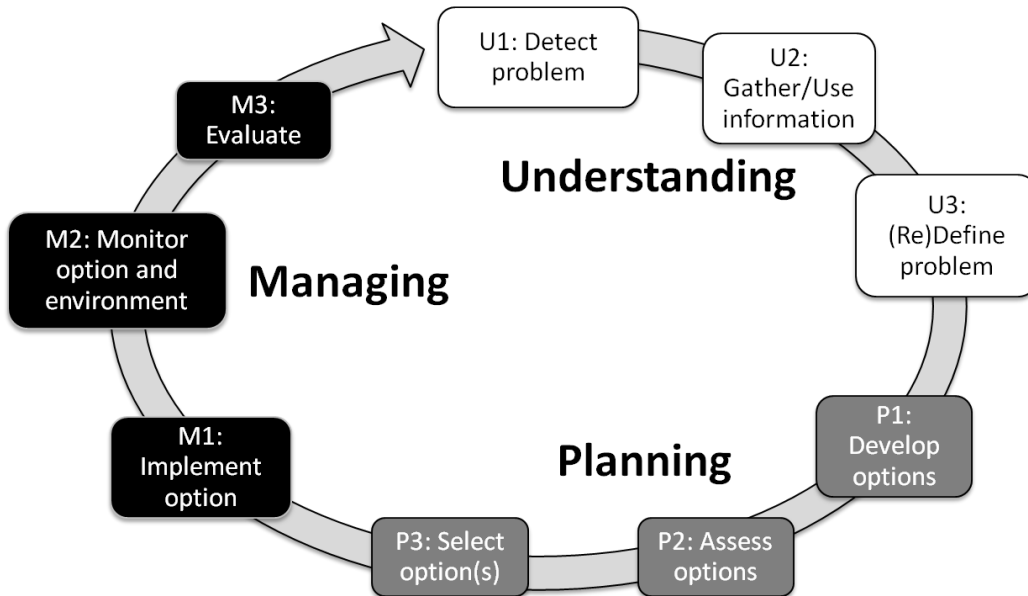 U1: Detect
problem
U2:
Gather/Use
information
Understanding
U3:
(Re)Define
problem
P1:
Develop
options
Planning
P2: Assess
options
P3: Select
option(s)
M1:
Implement
option
Managing
M2: Monitor
option and
environment
M3:
Evaluate